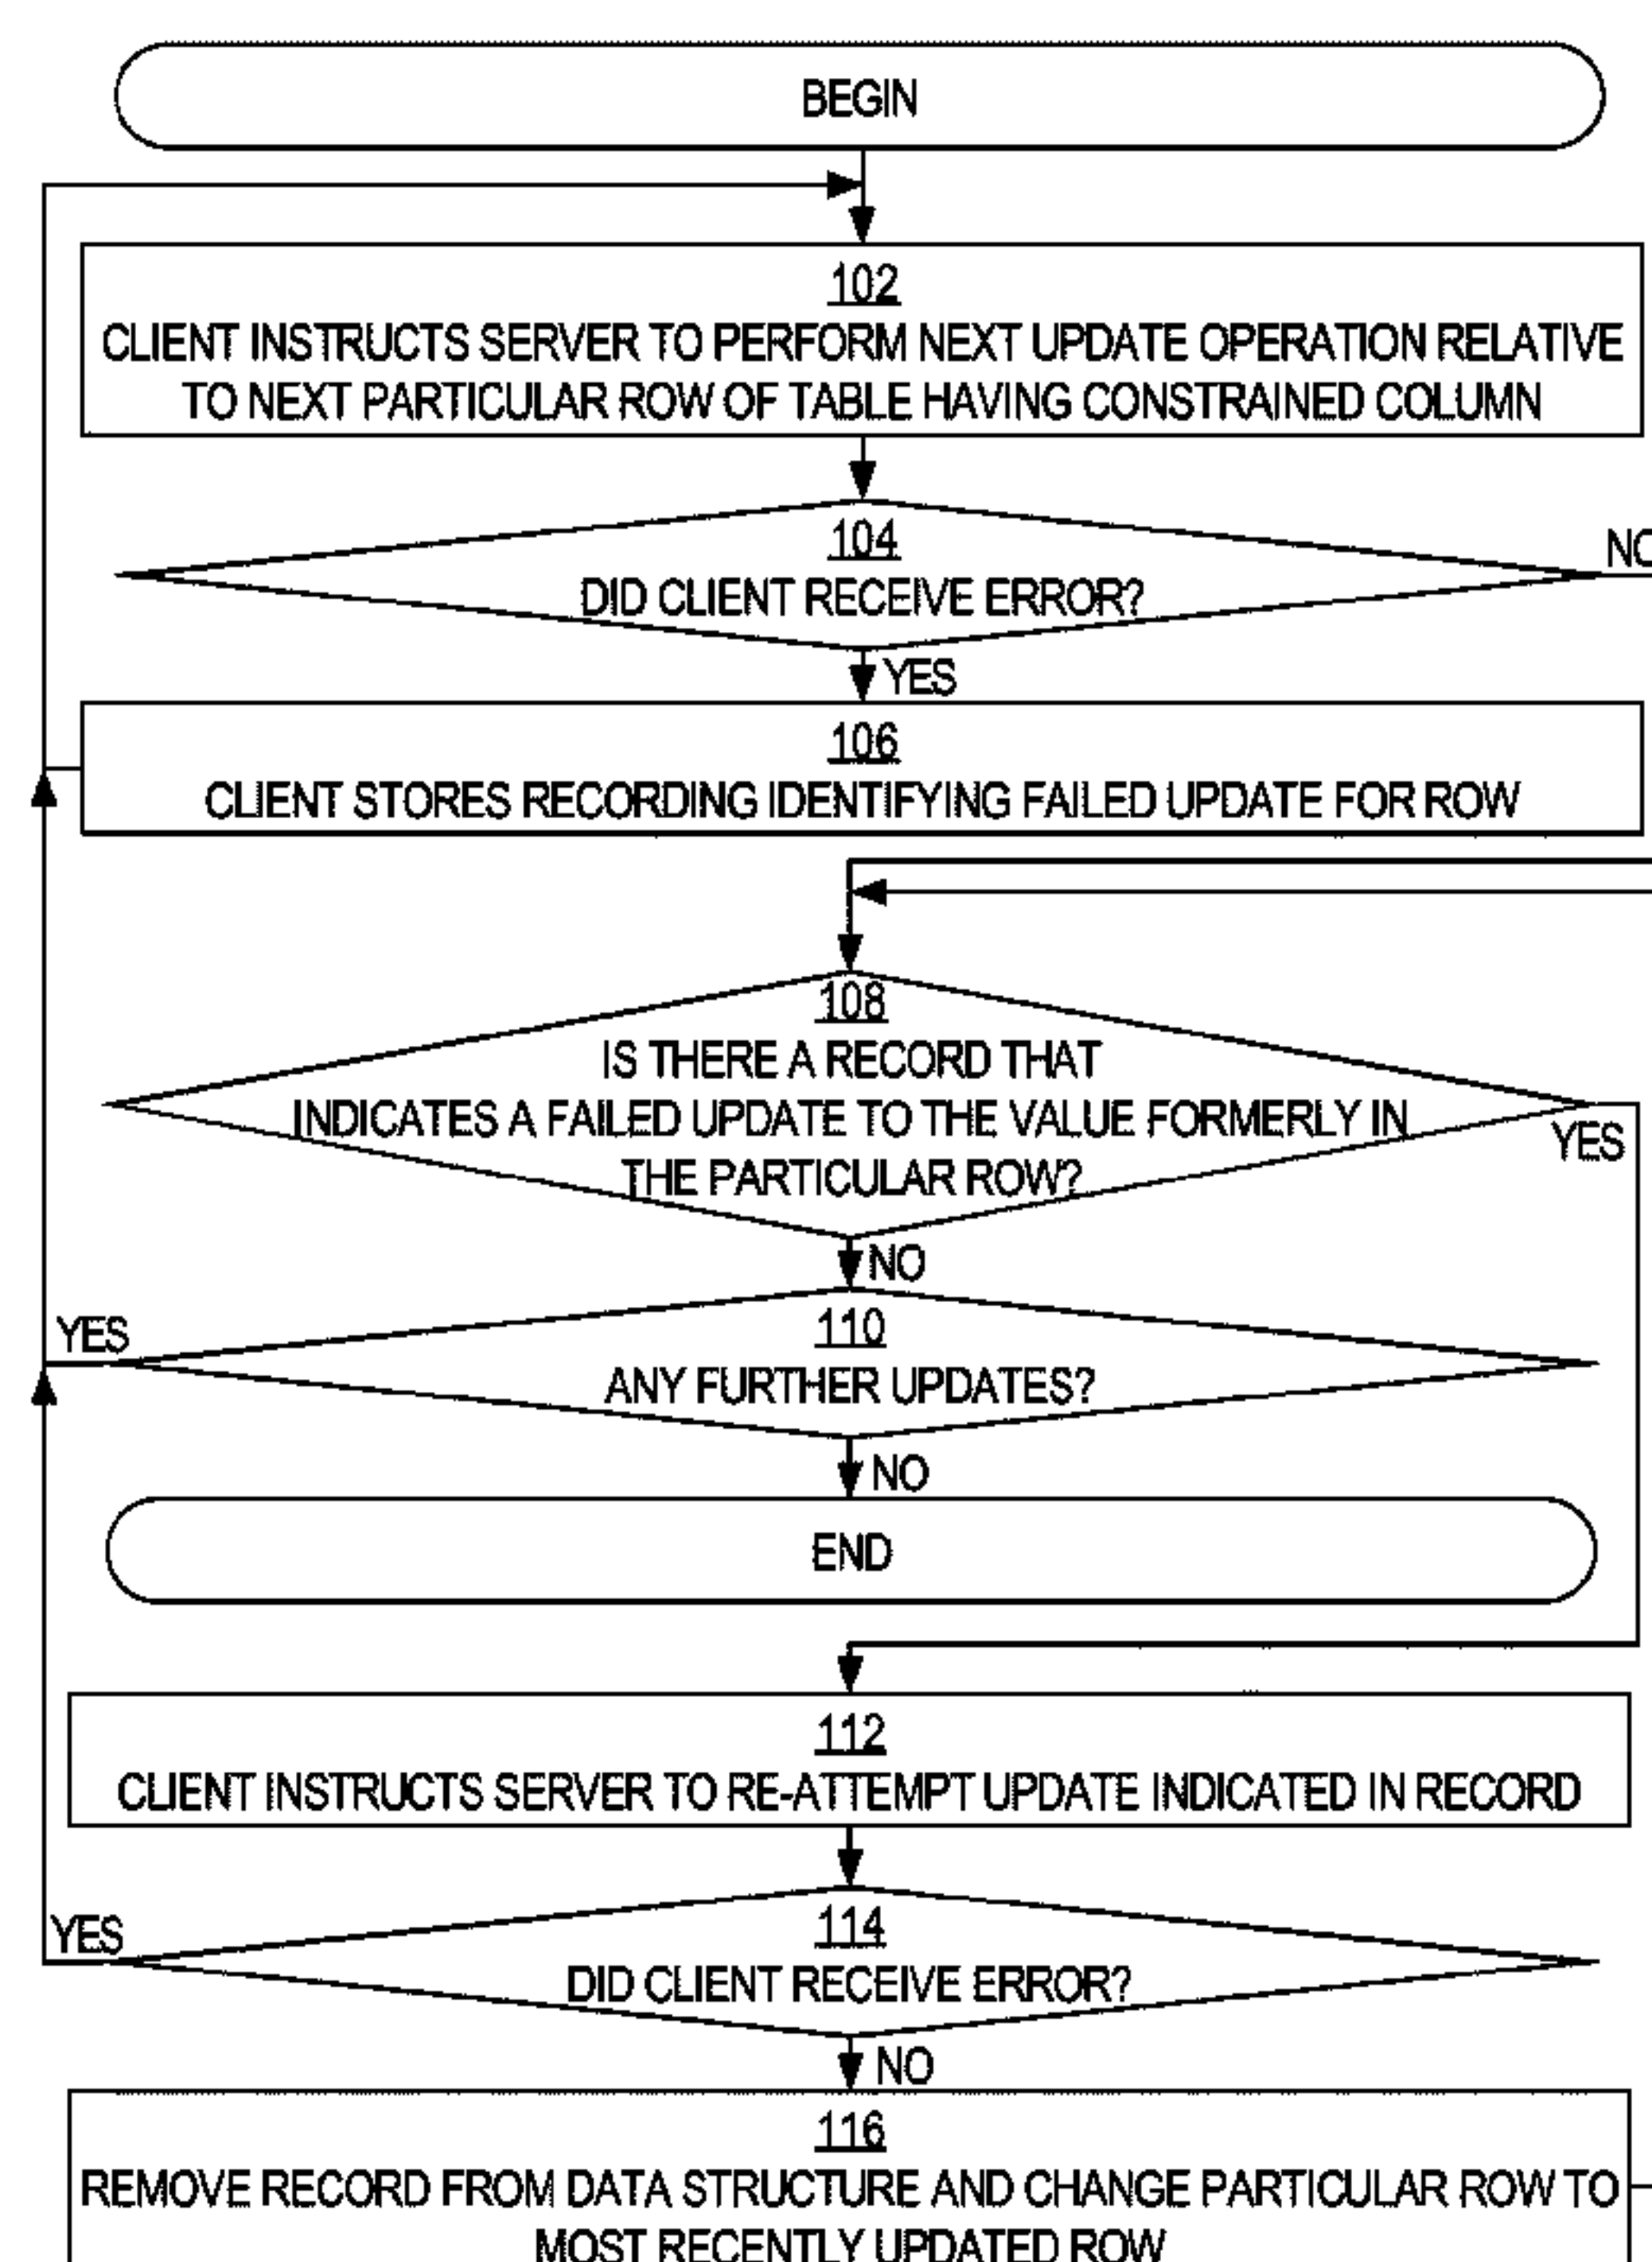 BEGIN
102
CLIENT INSTRUCTS SERVER TO PERFORM NEXT UPDATE OPERATION RELATIVE
TO NEXT PARTICULAR ROW OF TABLE HAVING CONSTRAINED COLUMN
104
DID CLIENT RECEIVE ERROR?
NO
YES
106
CLIENT STORES RECORDING IDENTIFYING FAILED UPDATE FOR ROW
108
IS THERE A RECORD THAT
INDICATES A FAILED UPDATE TO THE VALUE FORMERLY IN
THE PARTICULAR ROW?
YES
NO
YES
110
ANY FURTHER UPDATES?
NO
END
112
CLIENT INSTRUCTS SERVER TO RE-ATTEMPT UPDATE INDICATED IN RECORD
YES
114
DID CLIENT RECEIVE ERROR?
NO
116
REMOVE RECORD FROM DATA STRUCTURE AND CHANGE PARTICULAR ROW TO
MOST RECENTLY UPDATED ROW